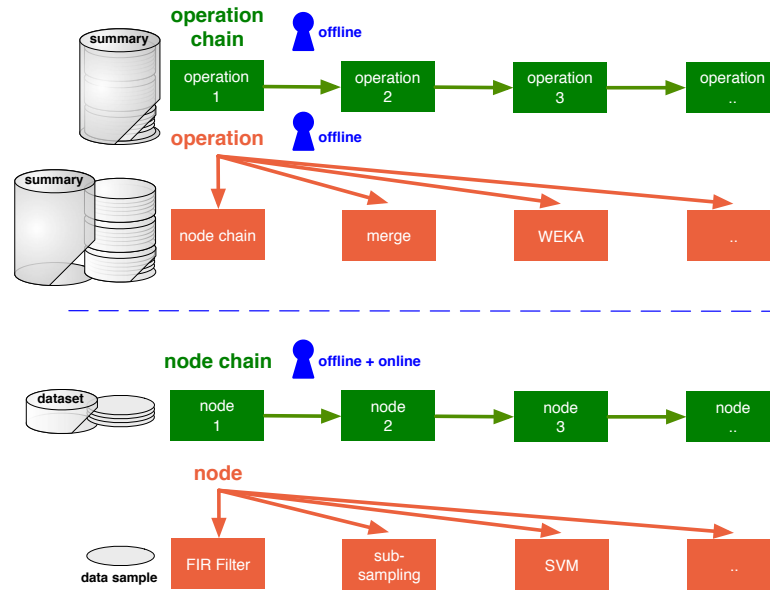 summary
operation
chain
offline
operation
1
operation
2
operation
3
operation
..
operation
offline
summary
node chain
merge
WEKA
..
node chain
offline + online
dataset
node
1
node
2
node
3
node
..
node
FIR Filter
sub-
sampling
SVM
..
data sample